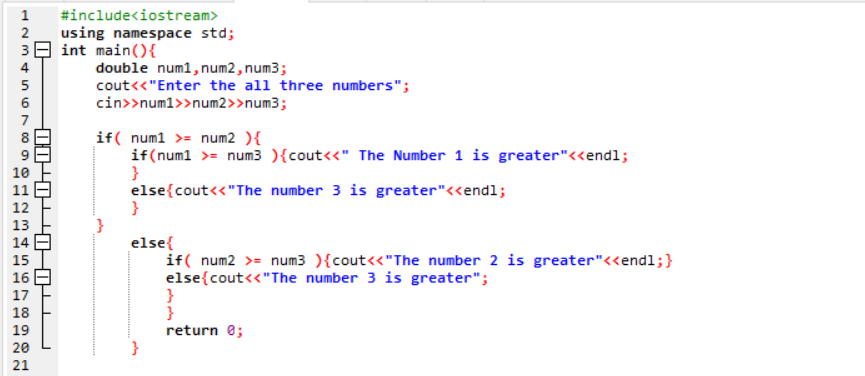 1 #include<iostream>
2 using namespace std;
3 int main(){
4 double num1,num2,num3;
5 cout<<"Enter the all three numbers";
6 cin>>num1>>num2>>num3;
7
8 if( num1 >= num2 ){
9 if(num1 >= num3 ){cout<<" The Number 1 is greater"<<endl;
10 }
11 else{cout<<"The number 3 is greater"<<endl;
12 }
13 }
14 else{
15 if( num2 >= num3 ){cout<<"The number 2 is greater"<<endl;}
16 else{cout<<"The number 3 is greater";
17 }
18 }
19 return 0;
20 }
21